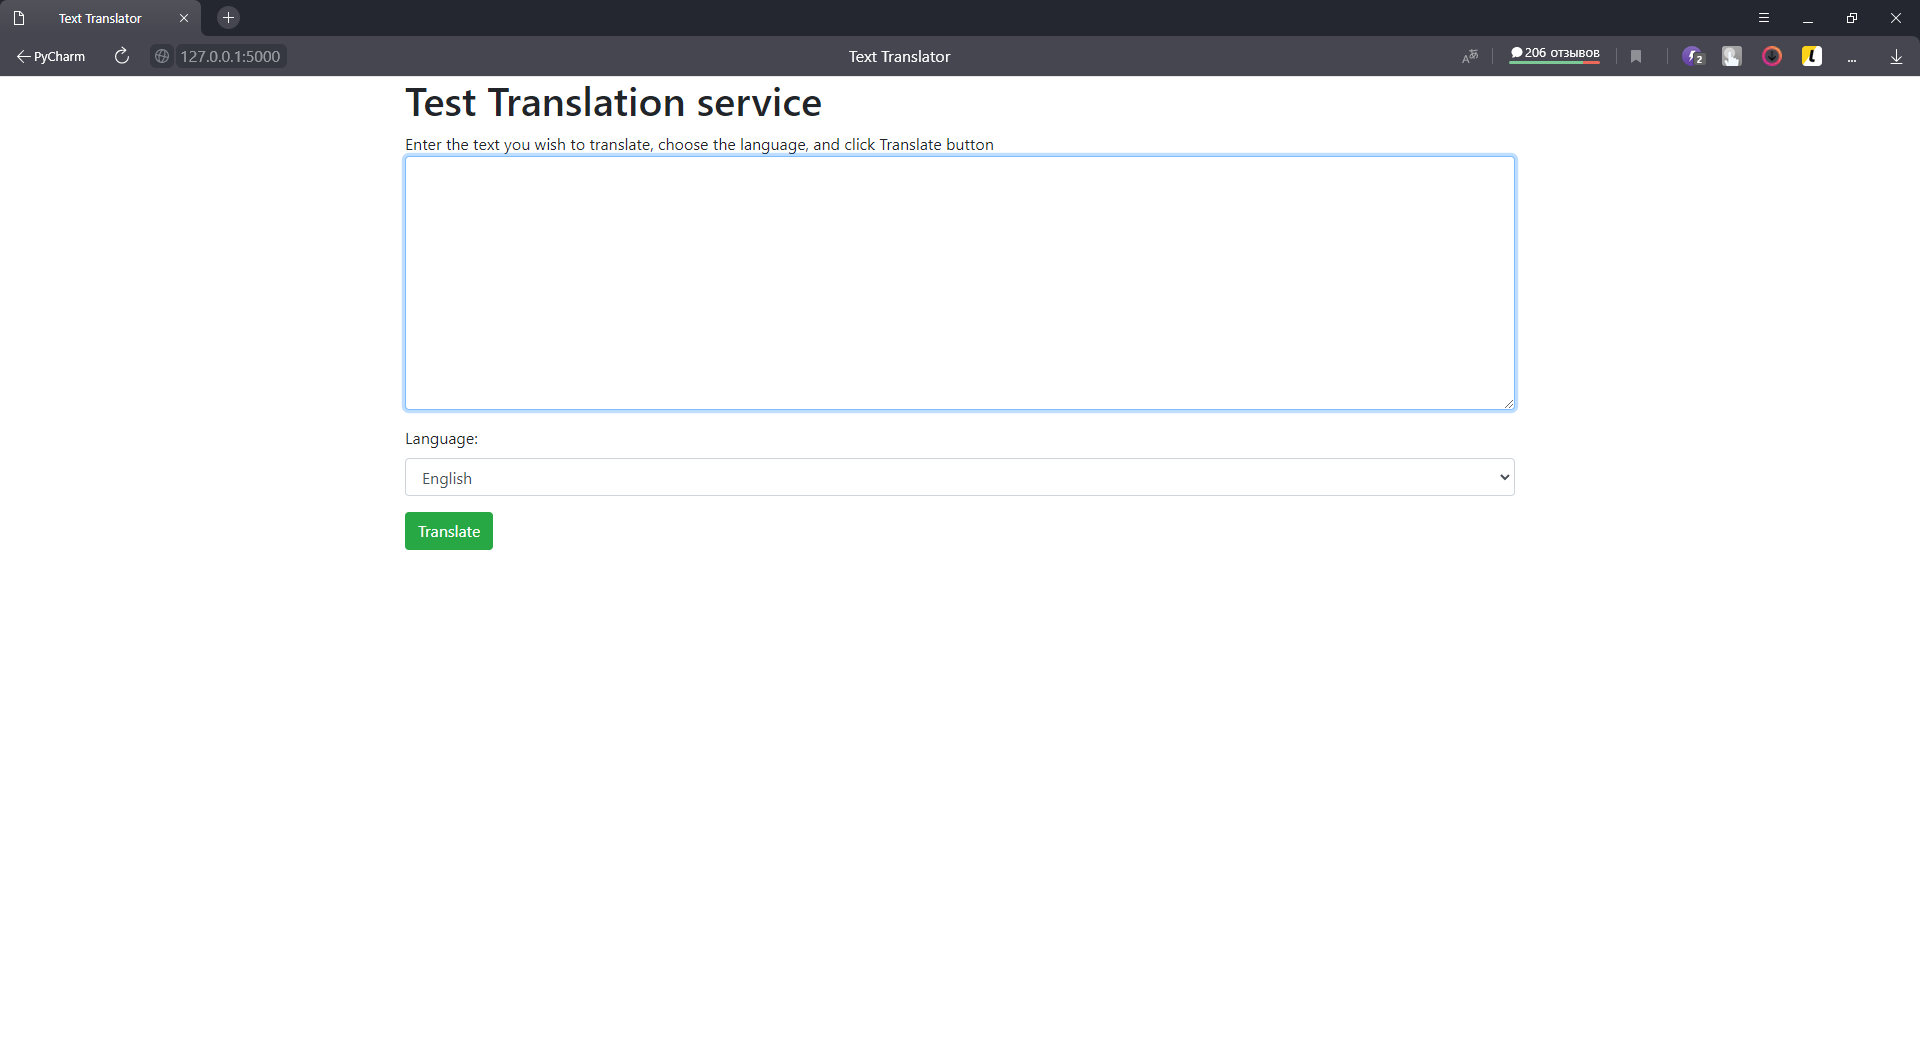 Text Translator
PyCharm
127.0.0.1:5000
Text Translator
206 отзывов
2
Test Translation service
Enter the text you wish to translate, choose the language, and click Translate button
Language:
English
Translate